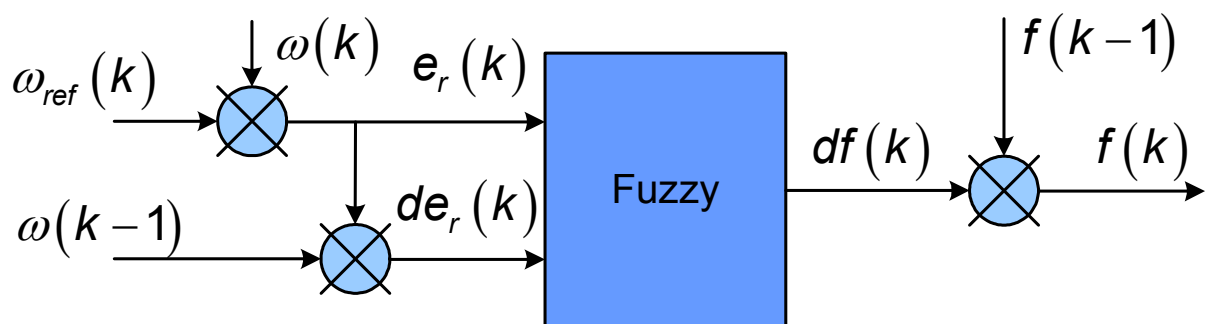 ω(k)
f(k−1)
ω_ref(k)
e_r(k)
df(k)
f(k)
Fuzzy
ω(k−1)
de_r(k)